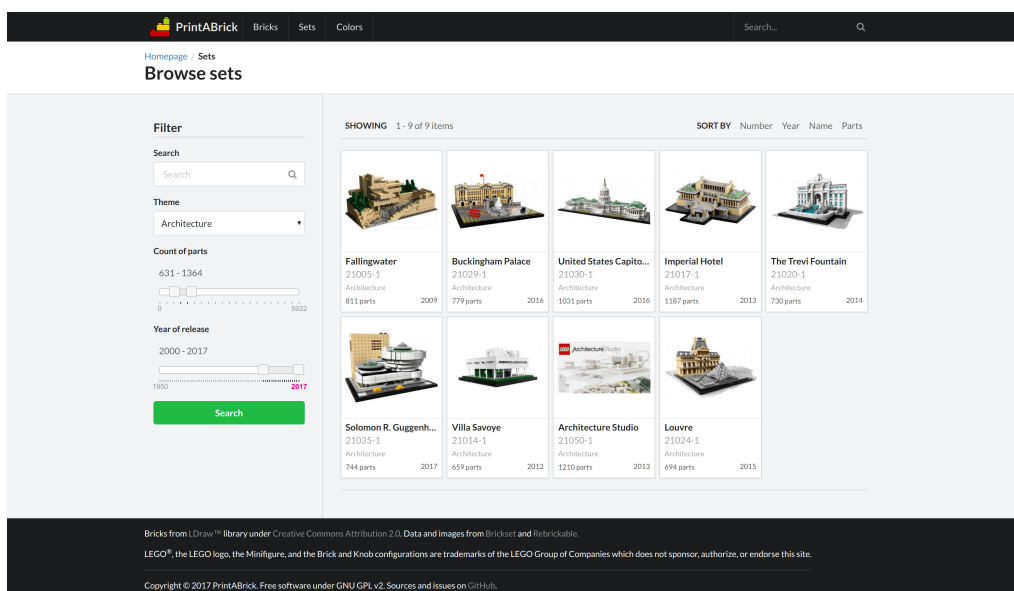 PrintABrick Bricks Sets Colors Search...
Homepage / Sets
Browse sets
Filter
Search
Search
Theme
Architecture
Count of parts
631 - 1364
0 5922
Year of release
2000 - 2017
1950 2017
Search
SHOWING 1 - 9 of 9 items SORT BY Number Year Name Parts
Fallingwater
21005-1
Architecture
811 parts 2009
Buckingham Palace
21029-1
Architecture
779 parts 2016
United States Capito...
21030-1
Architecture
1031 parts 2016
Imperial Hotel
21017-1
Architecture
1187 parts 2013
The Trevi Fountain
21020-1
Architecture
730 parts 2014
Solomon R. Guggenh...
21035-1
Architecture
744 parts 2017
Villa Savoye
21014-1
Architecture
659 parts 2012
LEGO Architecture Studio
Architecture Studio
21050-1
Architecture
1210 parts 2013
Louvre
21024-1
Architecture
694 parts 2015
Bricks from LDraw™ library under Creative Commons Attribution 2.0. Data and images from Brickset and Rebrickable.
LEGO®, the LEGO logo, the Minifigure, and the Brick and Knob configurations are trademarks of the LEGO Group of Companies which does not sponsor, authorize, or endorse this site.
Copyright © 2017 PrintABrick. Free software under GNU GPL v2. Sources and issues on GitHub.